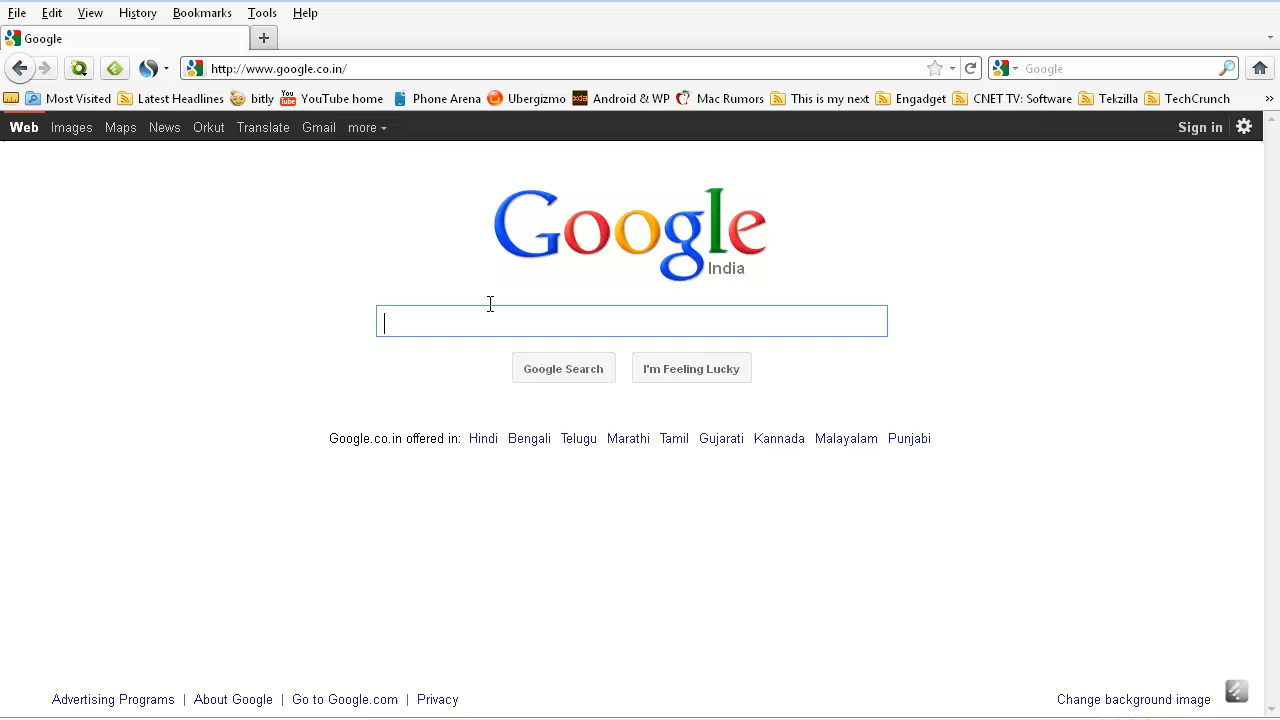 File Edit View History Bookmarks Tools Help
Google
http://www.google.co.in/ Google
Most Visited Latest Headlines bitly You Tube YouTube home Phone Arena Ubergizmo xda Android & WP Mac Rumors This is my next Engadget CNET TV: Software Tekzilla TechCrunch »
Web Images Maps News Orkut Translate Gmail more Sign in
Google
India
Google Search I'm Feeling Lucky
Google.co.in offered in: Hindi Bengali Telugu Marathi Tamil Gujarati Kannada Malayalam Punjabi
Advertising Programs | About Google | Go to Google.com | Privacy Change background image